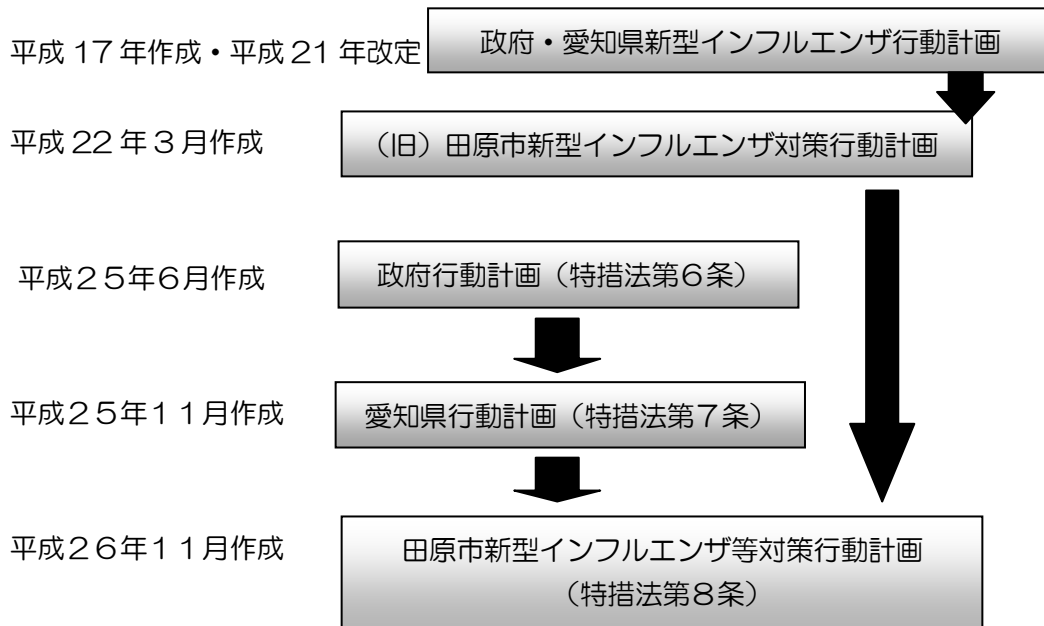 平成 17 年作成・平成 21 年改定
政府・愛知県新型インフルエンザ行動計画
平成 22 年 3 月作成
（旧）田原市新型インフルエンザ対策行動計画
平成２５年６月作成
政府行動計画（特措法第６条）
平成２５年１１月作成
愛知県行動計画（特措法第７条）
平成２６年１１月作成
田原市新型インフルエンザ等対策行動計画
（特措法第８条）